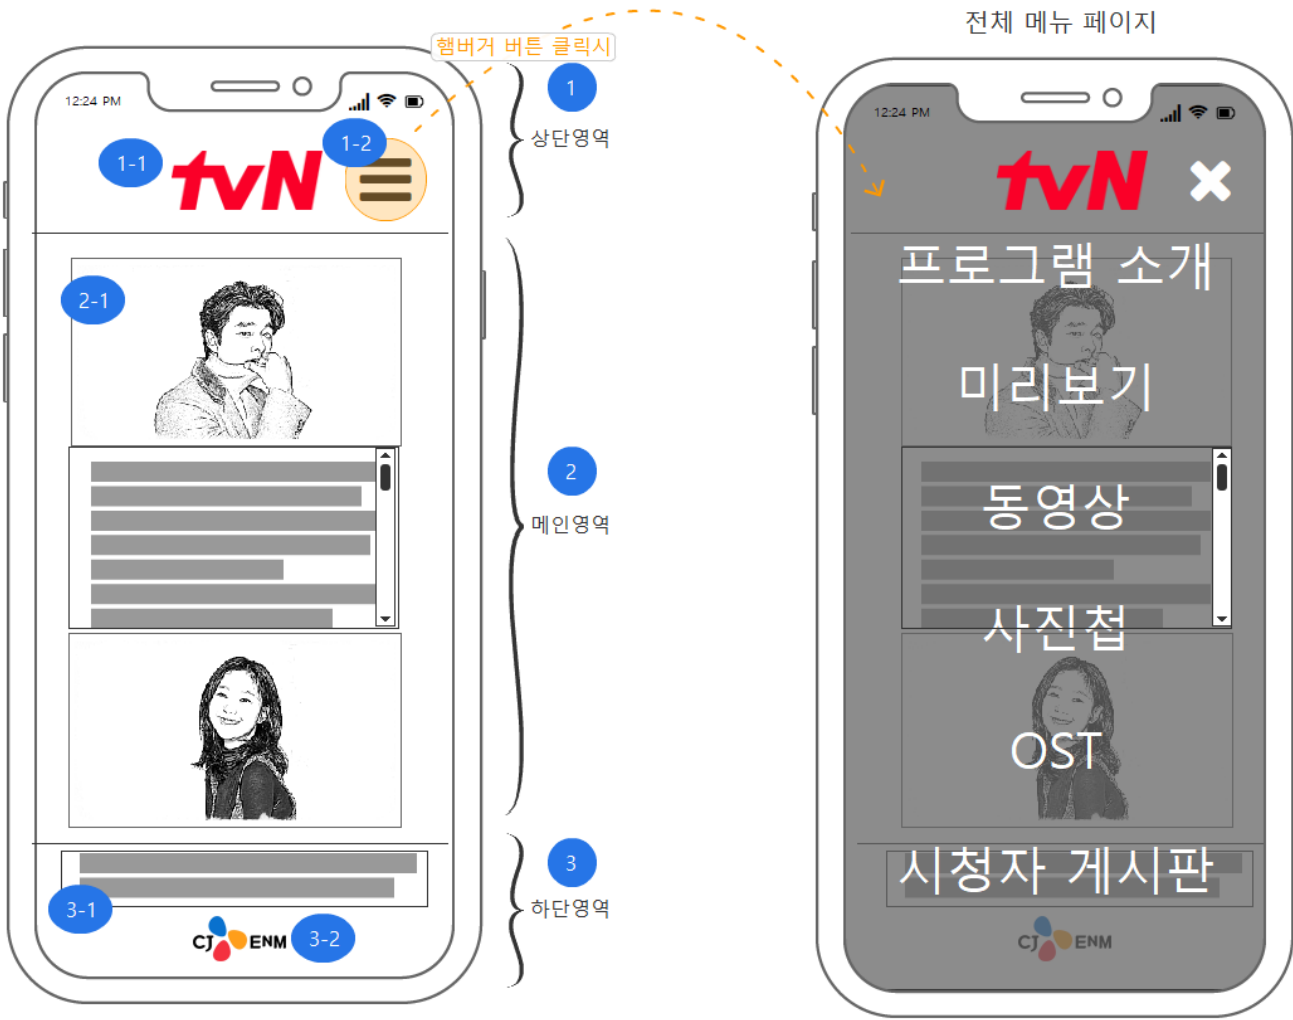 전체 메뉴 페이지
햄버거 버튼 클릭시
12:24 PM
1-1
tvN
1-2
1
상단영역
2-1
2
메인영역
3
하단영역
3-1
CJ ENM
3-2
12:24 PM
tvN
프로그램 소개
미리보기
동영상
사진첩
OST
시청자 게시판
CJ ENM